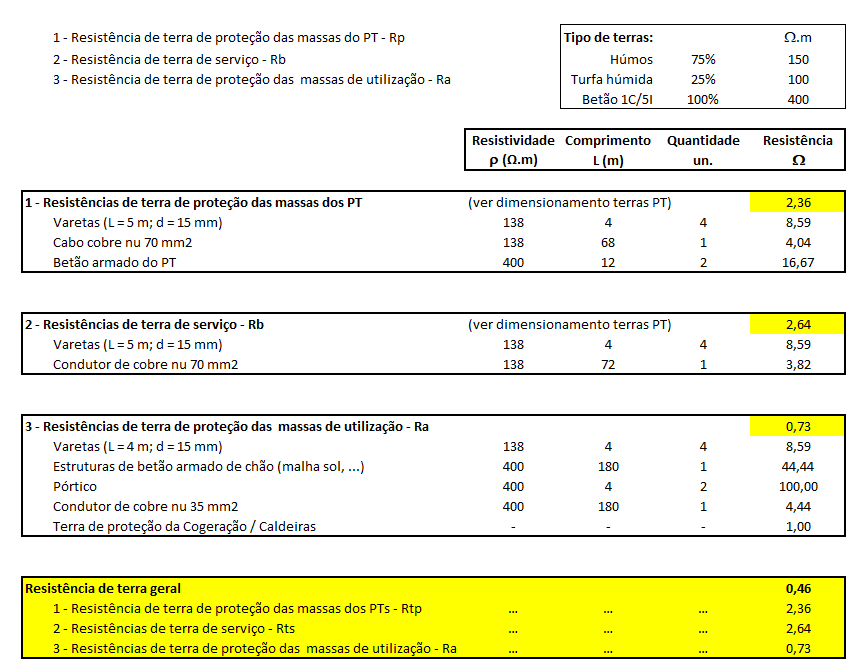 1 - Resistência de terra de proteção das massas do PT - Rp
2 - Resistência de terra de serviço - Rb
3 - Resistência de terra de proteção das  massas de utilização - Ra
Tipo de terras: Ω.m
Húmos 75% 150
Turfa húmida 25% 100
Betão 1C/5I 100% 400
Resistividade Comprimento Quantidade Resistência
ρ (Ω.m) L (m) un. Ω
1 - Resistências de terra de proteção das massas dos PT (ver dimensionamento terras PT) 2,36
Varetas (L = 5 m; d = 15 mm) 138 4 4 8,59
Cabo cobre nu 70 mm2 138 68 1 4,04
Betão armado do PT 400 12 2 16,67
2 - Resistências de terra de serviço - Rb (ver dimensionamento terras PT) 2,64
Varetas (L = 5 m; d = 15 mm) 138 4 4 8,59
Condutor de cobre nu 70 mm2 138 72 1 3,82
3 - Resistências de terra de proteção das  massas de utilização - Ra 0,73
Varetas (L = 4 m; d = 15 mm) 138 4 4 8,59
Estruturas de betão armado de chão (malha sol, ...) 400 180 1 44,44
Pórtico 400 4 2 100,00
Condutor de cobre nu 35 mm2 400 180 1 4,44
Terra de proteção da Cogeração / Caldeiras - - - 1,00
Resistência de terra geral 0,46
1 - Resistência de terra de proteção das massas dos PTs - Rtp ... ... ... 2,36
2 - Resistências de terra de serviço - Rts ... ... ... 2,64
3 - Resistências de terra de proteção das  massas de utilização - Ra ... ... ... 0,73